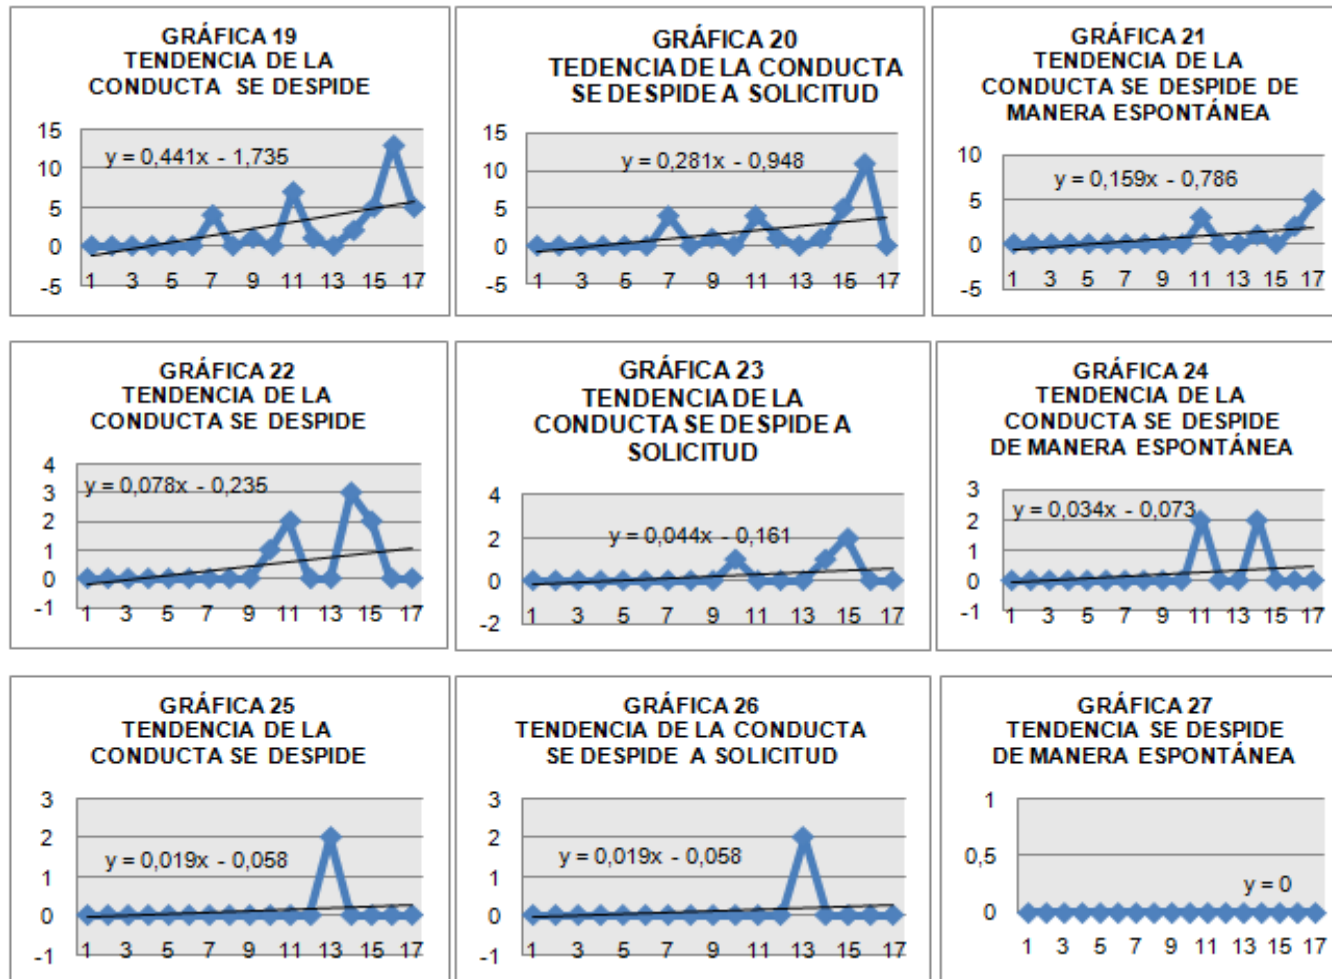 GRÁFICA 19
TENDENCIA DE LA
CONDUCTA SE DESPIDE
15
10
5
0
-5
y = 0,441x - 1,735
1 3 5 7 9 11 13 15 17
GRÁFICA 20
TEDENCIA DE LA CONDUCTA
SE DESPIDE A SOLICITUD
15
10
5
0
-5
y = 0,281x - 0,948
1 3 5 7 9 11 13 15 17
GRÁFICA 21
TENDENCIA DE LA
CONDUCTA SE DESPIDE DE
MANERA ESPONTÁNEA
10
5
0
-5
y = 0,159x - 0,786
1 3 5 7 9 11 13 15 17
GRÁFICA 22
TENDENCIA DE LA
CONDUCTA SE DESPIDE
4
3
2
1
0
-1
y = 0,078x - 0,235
1 3 5 7 9 11 13 15 17
GRÁFICA 23
TENDENCIA DE LA
CONDUCTA SE DESPIDE A
SOLICITUD
4
2
0
-2
y = 0,044x - 0,161
1 3 5 7 9 11 13 15 17
GRÁFICA 24
TENDENCIA DE LA
CONDUCTA SE DESPIDE
DE MANERA ESPONTÁNEA
3
2
1
0
-1
y = 0,034x - 0,073
1 3 5 7 9 11 13 15 17
GRÁFICA 25
TENDENCIA DE LA
CONDUCTA SE DESPIDE
3
2
1
0
-1
y = 0,019x - 0,058
1 3 5 7 9 11 13 15 17
GRÁFICA 26
TENDENCIA DE LA CONDUCTA
SE DESPIDE A SOLICITUD
3
2
1
0
-1
y = 0,019x - 0,058
1 3 5 7 9 11 13 15 17
GRÁFICA 27
TENDENCIA SE DESPIDE
DE MANERA ESPONTÁNEA
1
0,5
0
y = 0
1 3 5 7 9 11 13 15 17